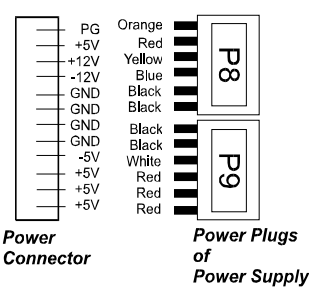 PG Orange
+5V Red
+12V Yellow
-12V Blue
GND Black
GND Black
P8
GND Black
GND Black
-5V White
+5V Red
+5V Red
+5V Red
P9
Power
Connector
Power Plugs
of
Power Supply